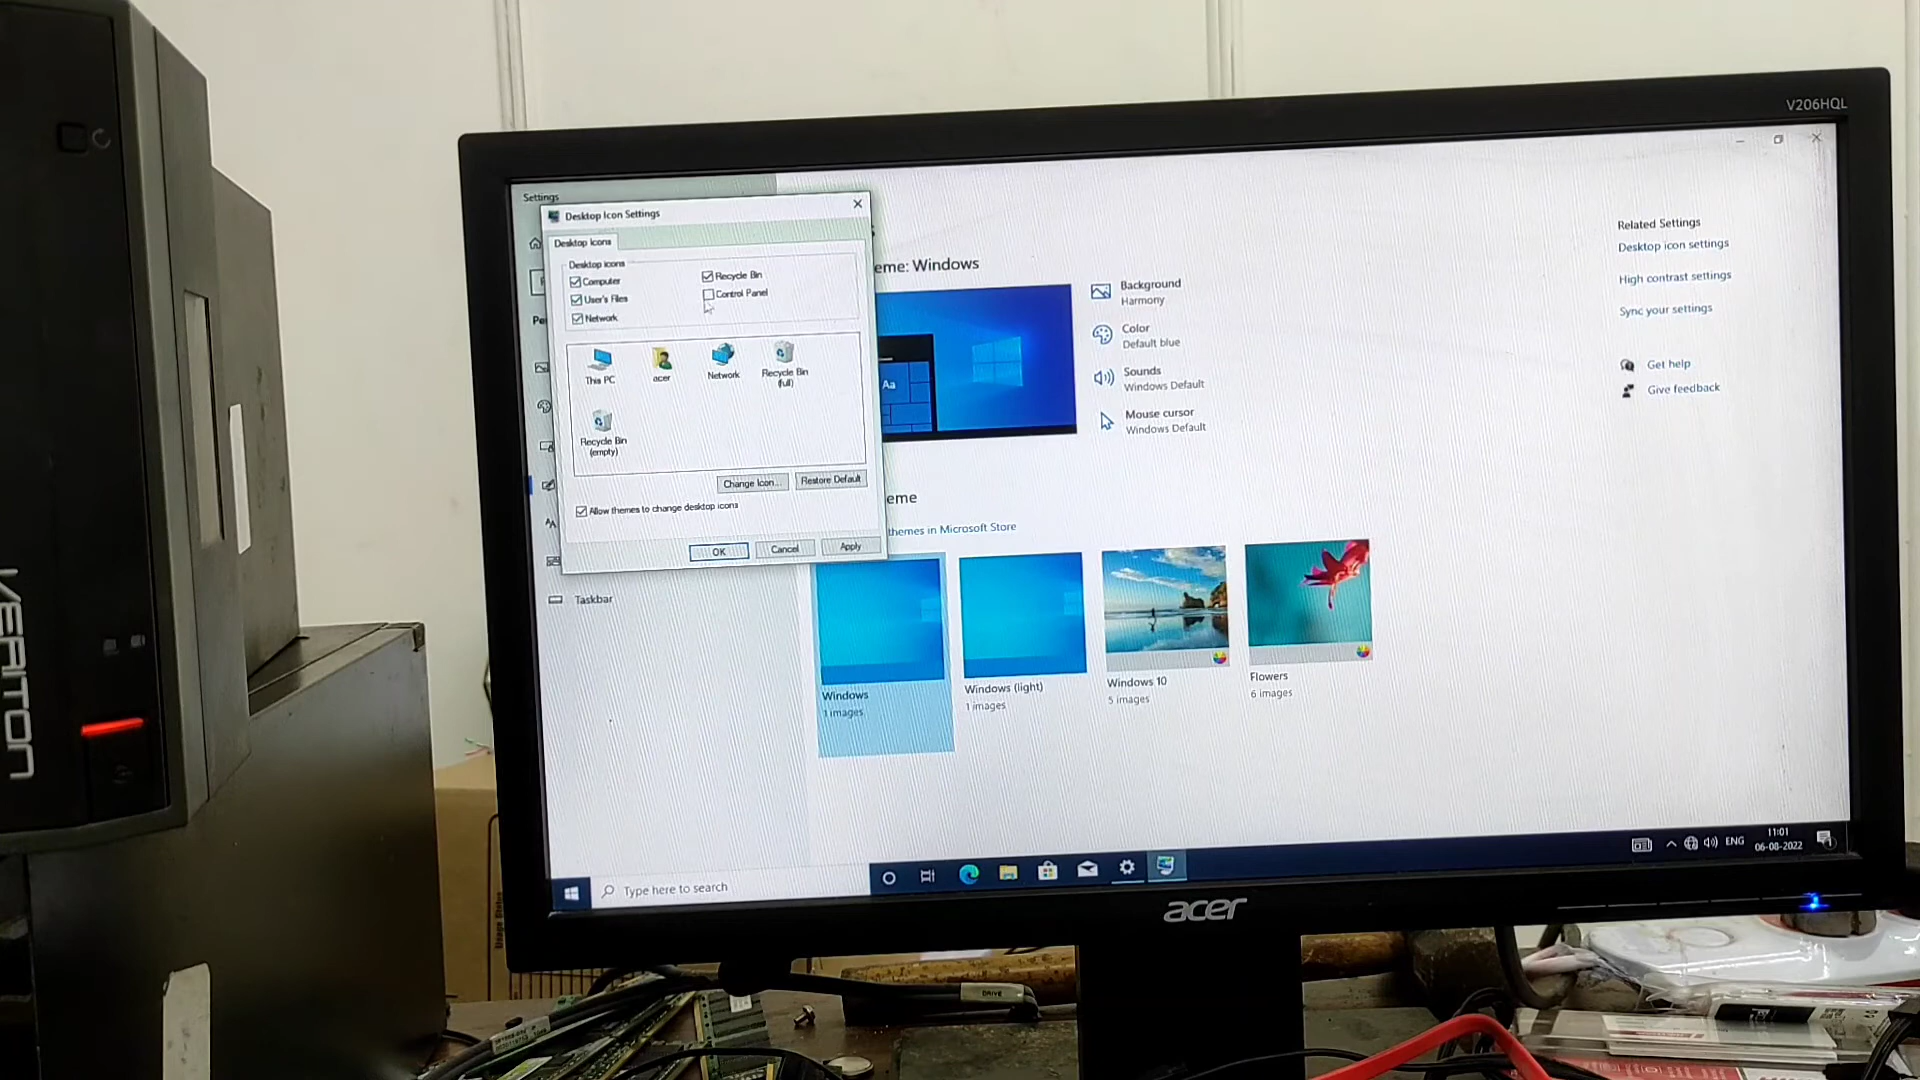 V206HQL
Settings
Desktop Icon Settings
Desktop Icons
Desktop icons
Computer
Recycle Bin
User's Files
Control Panel
Network
This PC
acer
Network
Recycle Bin
(full)
Recycle Bin
(empty)
Change Icon...
Restore Default
Allow themes to change desktop icons
OK
Cancel
Apply
Taskbar
eme: Windows
Aa
Background
Harmony
Color
Default blue
Sounds
Windows Default
Mouse cursor
Windows Default
eme
themes in Microsoft Store
Windows
1 images
Windows (light)
1 images
Windows 10
5 images
Flowers
6 images
Related Settings
Desktop icon settings
High contrast settings
Sync your settings
Get help
Give feedback
Type here to search
ENG
11:01
06-08-2022
acer
VERITON
DRIVE